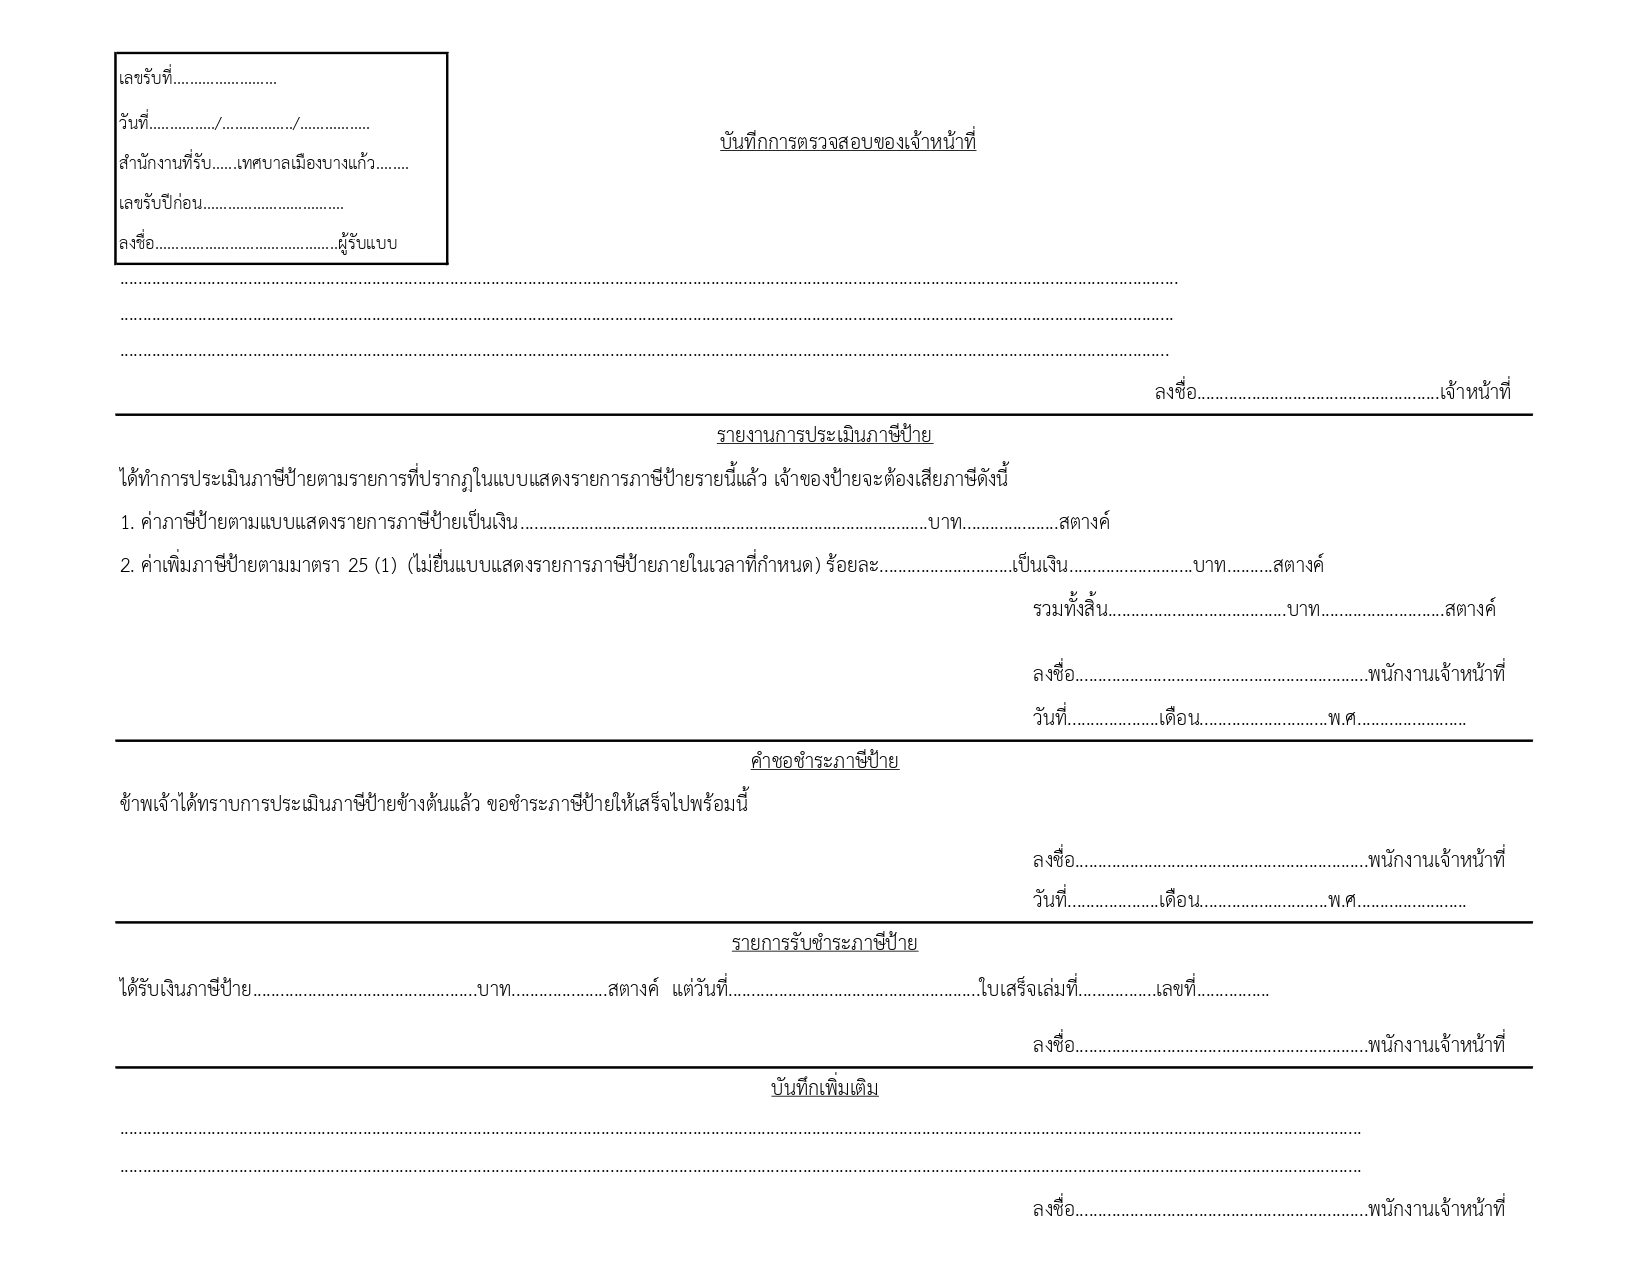 เลขรับที่.........................
วันที่................/................./.................
สำนักงานที่รับ......เทศบาลเมืองบางแก้ว........
เลขรับปีก่อน..................................
ลงชื่อ............................................ผู้รับแบบ
บันทึกการตรวจสอบของเจ้าหน้าที่
........................................................................................................................................................................................
........................................................................................................................................................................................
........................................................................................................................................................................................
ลงชื่อ.....................................................เจ้าหน้าที่
รายงานการประเมินภาษีป้าย
ได้ทำการประเมินภาษีป้ายตามรายการที่ปรากฏในแบบแสดงรายการภาษีป้ายรายนี้แล้ว เจ้าของป้ายจะต้องเสียภาษีดังนี้
1. ค่าภาษีป้ายตามแบบแสดงรายการภาษีป้ายเป็นเงิน.........................................................................................บาท.....................สตางค์
2. ค่าเพิ่มภาษีป้ายตามมาตรา 25 (1) (ไม่ยื่นแบบแสดงรายการภาษีป้ายภายในเวลาที่กำหนด) ร้อยละ.............................เป็นเงิน...........................บาท..........สตางค์
รวมทั้งสิ้น.......................................บาท...........................สตางค์
ลงชื่อ................................................................พนักงานเจ้าหน้าที่
วันที่....................เดือน............................พ.ศ........................
คำขอชำระภาษีป้าย
ข้าพเจ้าได้ทราบการประเมินภาษีป้ายข้างต้นแล้ว ขอชำระภาษีป้ายให้เสร็จไปพร้อมนี้
ลงชื่อ................................................................พนักงานเจ้าหน้าที่
วันที่....................เดือน............................พ.ศ........................
รายการรับชำระภาษีป้าย
ได้รับเงินภาษีป้าย.................................................บาท.....................สตางค์ แต่วันที่.......................................................ใบเสร็จเล่มที่.................เลขที่................
ลงชื่อ................................................................พนักงานเจ้าหน้าที่
บันทึกเพิ่มเติม
........................................................................................................................................................................................
........................................................................................................................................................................................
ลงชื่อ................................................................พนักงานเจ้าหน้าที่